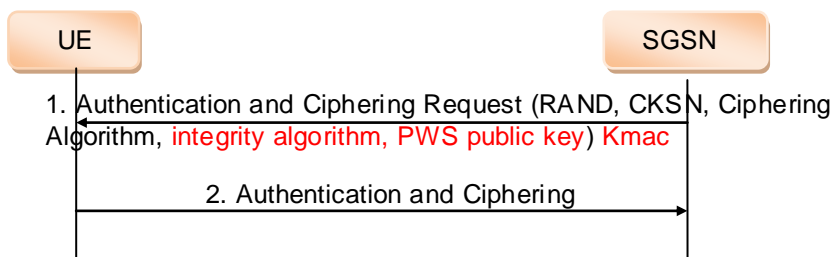 UE
SGSN
1. Authentication and Ciphering Request (RAND, CKSN, Ciphering
Algorithm, integrity algorithm, PWS public key) Kmac
2. Authentication and Ciphering